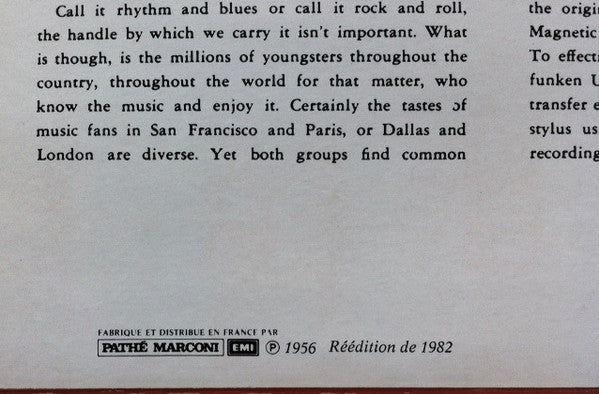 Call it rhythm and blues or call it rock and roll,
the handle by which we carry it isn't important. What
is though, is the millions of youngsters throughout the
country, throughout the world for that matter, who
know the music and enjoy it. Certainly the tastes of
music fans in San Francisco and Paris, or Dallas and
London are diverse. Yet both groups find common
the origi
Magnetic
To effecti
funken U
transfer e
stylus us
recording
FABRIQUE ET DISTRIBUE EN FRANCE PAR
PATHÉ MARCONI EMI ℗ 1956 Réédition de 1982